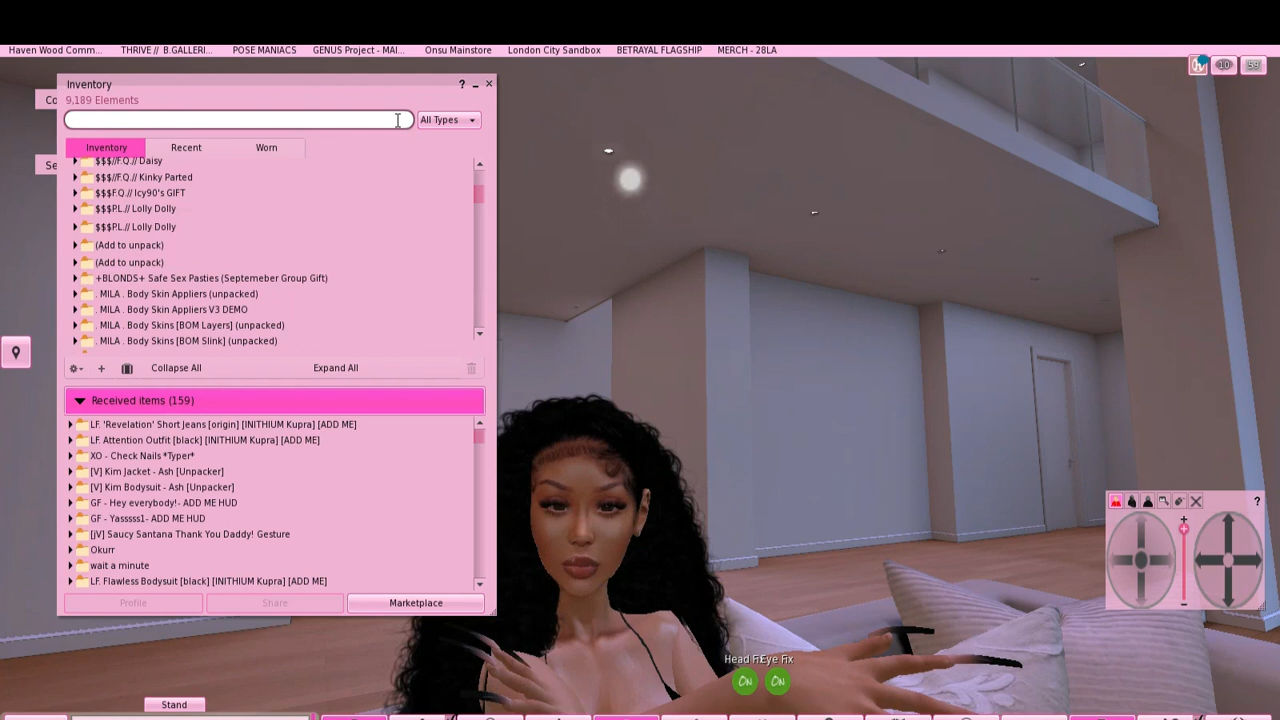 Haven Wood Comm... THRIVE // B.GALLERI... POSE MANIACS GENUS Project - MAI... Onsu Mainstore London City Sandbox BETRAYAL FLAGSHIP MERCH - 28LA
Inventory ?
9,189 Elements
Co
All Types
Inventory Recent Worn
Se
$$$//F.Q.// Daisy
$$$//F.Q.// Kinky Parted
$$$F.Q.// Icy90's GIFT
$$$P.L.// Lolly Dolly
$$$P.L.// Lolly Dolly
(Add to unpack)
(Add to unpack)
+BLONDS+ Safe Sex Pasties (Septemeber Group Gift)
. MILA . Body Skin Appliers (unpacked)
. MILA . Body Skin Appliers V3 DEMO
. MILA . Body Skins [BOM Layers] (unpacked)
. MILA . Body Skins [BOM Slink] (unpacked)
Collapse All Expand All
Received items (159)
LF. 'Revelation' Short Jeans [origin] [INITHIUM Kupra] [ADD ME]
LF. Attention Outfit [black] [INITHIUM Kupra] [ADD ME]
XO - Check Nails *Typer*
[V] Kim Jacket - Ash [Unpacker]
[V] Kim Bodysuit - Ash [Unpacker]
GF - Hey everybody!- ADD ME HUD
GF - Yasssss1- ADD ME HUD
[jV] Saucy Santana Thank You Daddy! Gesture
Okurr
wait a minute
LF. Flawless Bodysuit [black] [INITHIUM Kupra] [ADD ME]
Profile Share Marketplace
?
Head Fix Eye Fix
ON ON
Stand